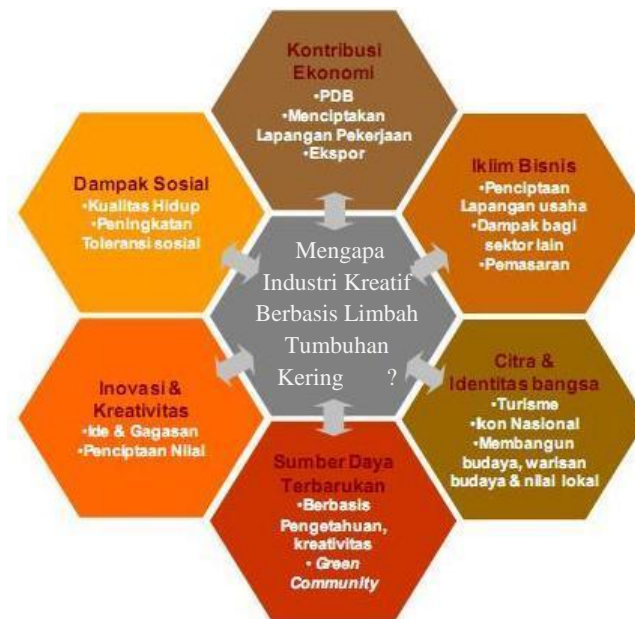 Kontribusi
Ekonomi
•PDB
•Menciptakan
Lapangan Pekerjaan
•Ekspor
Dampak Sosial
•Kualitas Hidup
•Peningkatan
Toleransi sosial
Iklim Bisnis
•Penciptaan
Lapangan usaha
•Dampak bagi
sektor lain
•Pemasaran
Mengapa
Industri Kreatif
Berbasis Limbah
Tumbuhan
Kering ?
Inovasi &
Kreativitas
•Ide & Gagasan
•Penciptaan Nilai
Citra &
Identitas bangsa
•Turisme
•Ikon Nasional
•Membangun
budaya, warisan
budaya & nilai lokal
Sumber Daya
Terbarukan
•Berbasis
Pengetahuan,
kreativitas
• Green
Community